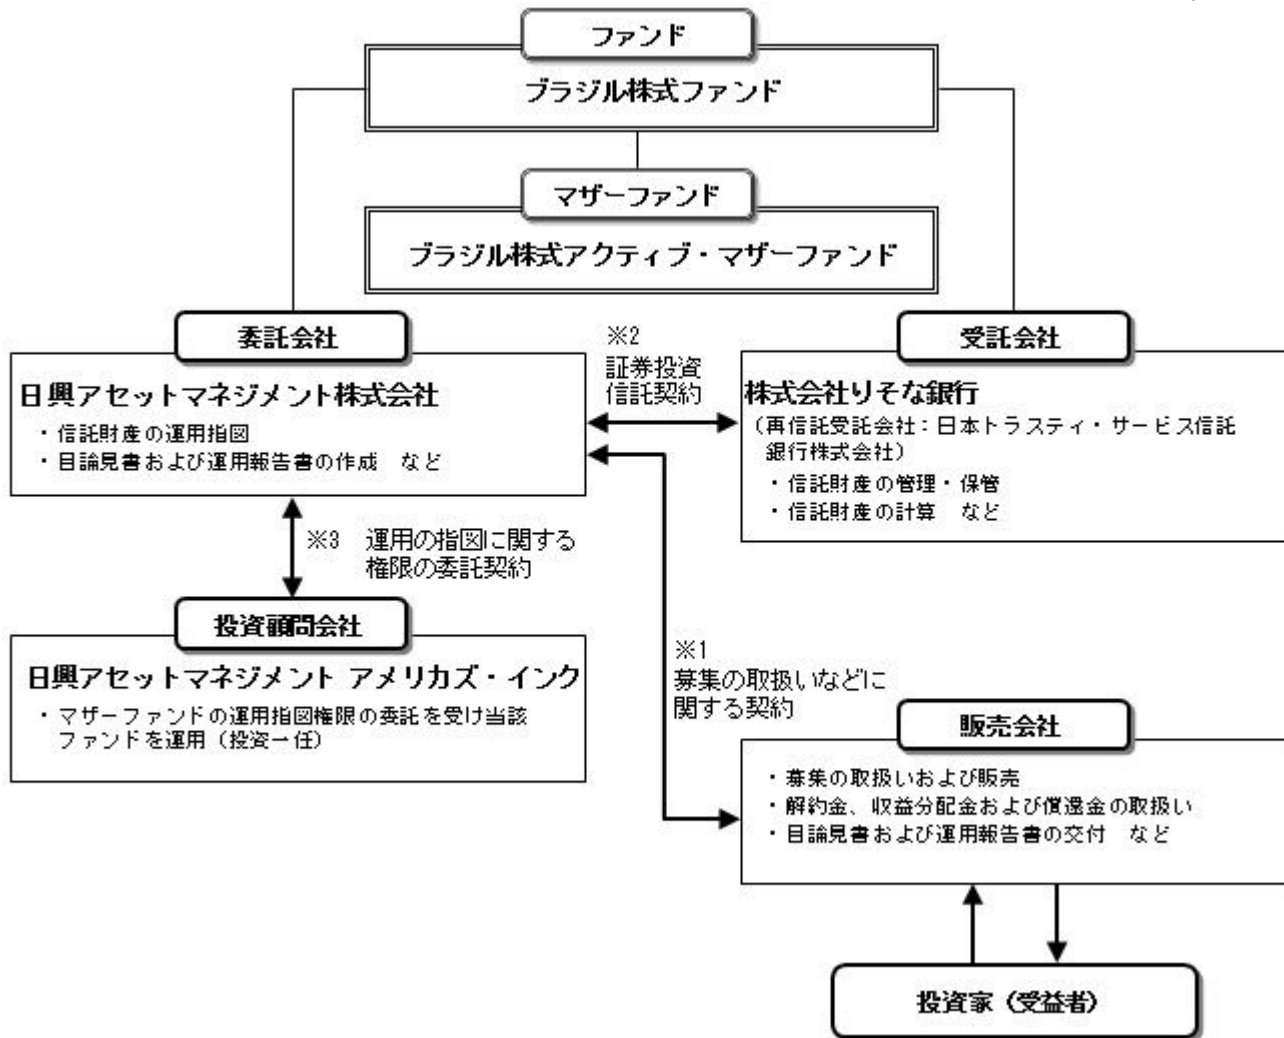 ファンド
ブラジル株式ファンド
マザーファンド
ブラジル株式アクティブ・マザーファンド
委託会社
日興アセットマネジメント株式会社
・信託財産の運用指図
・目論見書および運用報告書の作成　など
※2
証券投資
信託契約
受託会社
株式会社りそな銀行
（再信託受託会社：日本トラスティ・サービス信託
銀行株式会社）
・信託財産の管理・保管
・信託財産の計算　など
※3　運用の指図に関する
権限の委託契約
投資顧問会社
日興アセットマネジメント アメリカズ・インク
・マザーファンドの運用指図権限の委託を受け当該
ファンドを運用（投資一任）
※1
募集の取扱いなどに
関する契約
販売会社
・募集の取扱いおよび販売
・解約金、収益分配金および償還金の取扱い
・目論見書および運用報告書の交付　など
投資家（受益者）